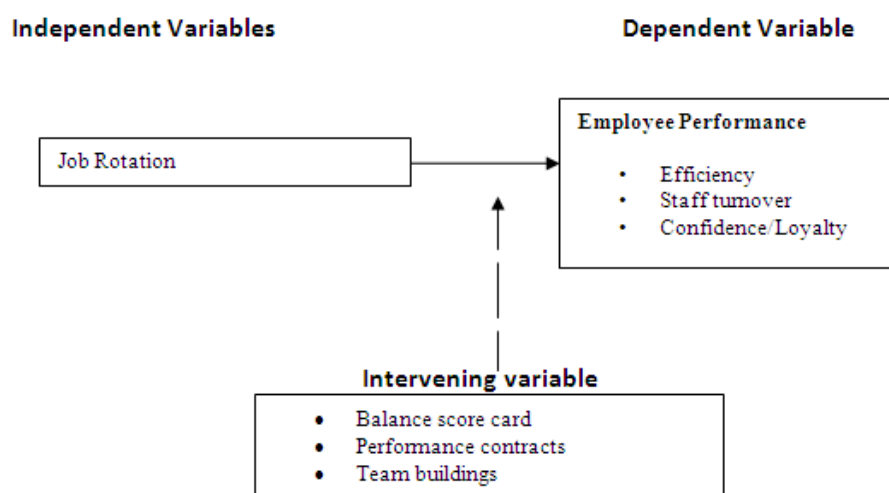 Independent Variables
Dependent Variable
Job Rotation
Employee Performance
• Efficiency
• Staff turnover
• Confidence/Loyalty
Intervening variable
• Balance score card
• Performance contracts
• Team buildings